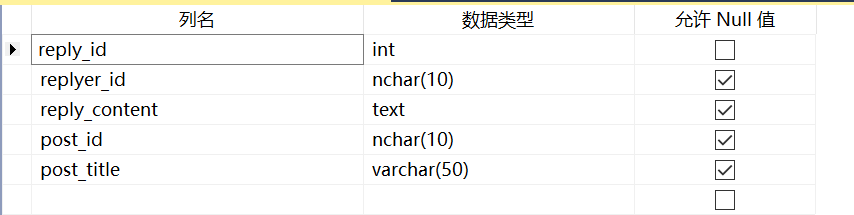 列名 数据类型 允许 Null 值
reply_id int
replyer_id nchar(10)
reply_content text
post_id nchar(10)
post_title varchar(50)